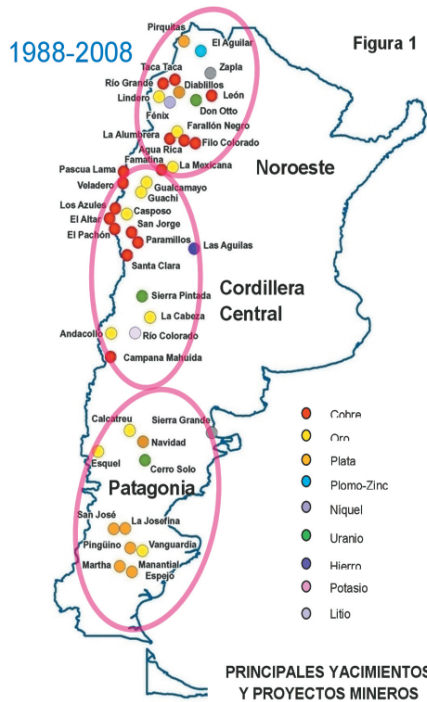 1988-2008
Figura 1
Pirquitas
El Aguilar
Taca Taca
Zapla
Río Grande
Diablillos
León
Lindero
Fénix
Don Otto
Farallón Negro
La Alumbrera
Filo Colorado
Agua Rica
Famatina
La Mexicana
Noroeste
Pascua Lama
Veladero
Gualcamayo
Guachi
Los Azules
Casposo
El Altar
San Jorge
El Pachón
Paramillos
Las Aguilas
Santa Clara
Cordillera
Central
Sierra Pintada
La Cabeza
Andacollo
Río Colorado
Campana Mahuida
Calcatreu
Sierra Grande
Navidad
Esquel
Cerro Solo
Patagonia
San José
La Josefina
Pingüino
Vanguardia
Martha
Manantial
Espejo
Cobre
Oro
Plata
Plomo-Zinc
Niquel
Uranio
Hierro
Potasio
Litio
PRINCIPALES YACIMIENTOS
Y PROYECTOS MINEROS